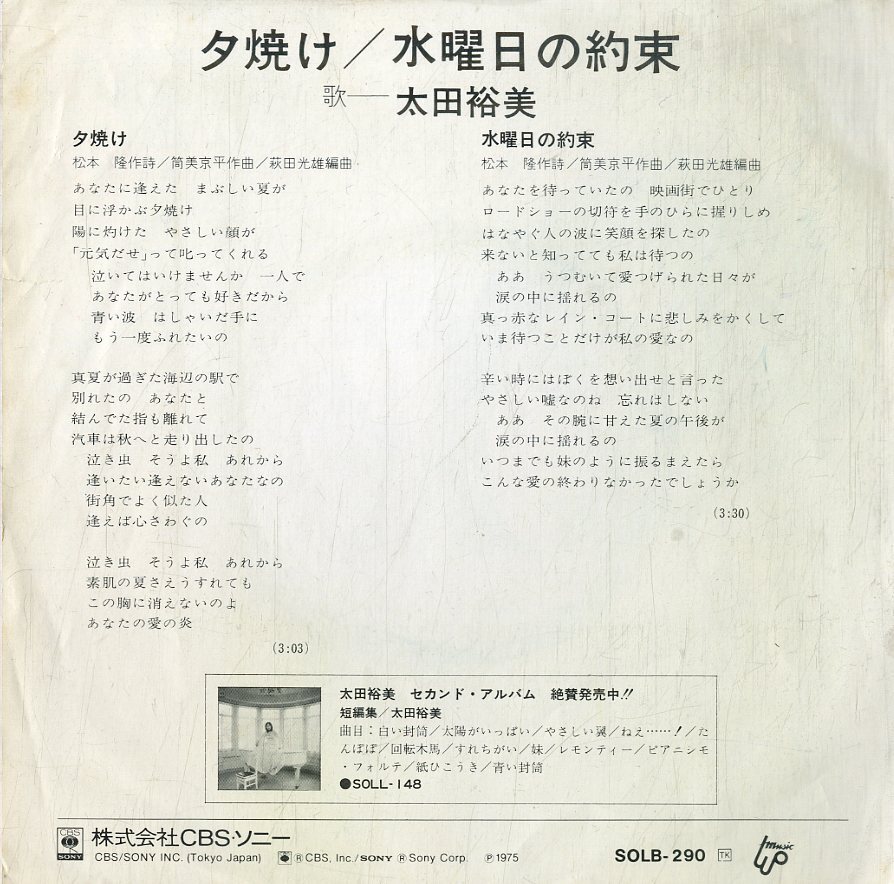 夕焼け／水曜日の約束
歌──太田裕美
夕焼け
松本　隆作詩／筒美京平作曲／萩田光雄編曲
あなたに逢えた　まぶしい夏が
目に浮かぶ夕焼け
陽に灼けた　やさしい顔が
「元気だせ」って叱ってくれる
泣いてはいけませんか　一人で
あなたがとっても好きだから
青い波　はしゃいだ手に
もう一度ふれたいの
真夏が過ぎた海辺の駅で
別れたの　あなたと
結んでた指も離れて
汽車は秋へと走り出したの
泣き虫　そうよ私　あれから
逢いたい逢えないあなたなの
街角でよく似た人
逢えば心さわぐの
泣き虫　そうよ私　あれから
素肌の夏さえうすれても
この胸に消えないのよ
あなたの愛の炎
(3:03)
水曜日の約束
松本　隆作詩／筒美京平作曲／萩田光雄編曲
あなたを待っていたの　映画街でひとり
ロードショーの切符を手のひらに握りしめ
はなやぐ人の波に笑顔を探したの
来ないと知ってても私は待つの
ああ　うつむいて愛つげられた日々が
涙の中に揺れるの
真っ赤なレイン・コートに悲しみをかくして
いま待つことだけが私の愛なの
辛い時にはぼくを想い出せと言った
やさしい嘘なのね　忘れはしない
ああ　その腕に甘えた夏の午後が
涙の中に揺れるの
いつまでも妹のように振るまえたら
こんな愛の終わりなかったでしょうか
(3:30)
太田裕美　セカンド・アルバム　絶賛発売中!!
短編集／太田裕美
曲目：白い封筒／太陽がいっぱい／やさしい翼／ねえ……！／た
んぽぽ／回転木馬／すれちがい／妹／レモンティー／ピアニシモ
・フォルテ／紙ひこうき／青い封筒
●SOLL-148
CBS
SONY
株式会社CBS・ソニー
CBS/SONY INC. (Tokyo Japan)　Ⓡ CBS, Inc./SONY Ⓡ Sony Corp.　Ⓟ 1975
SOLB-290
TK
music
UP